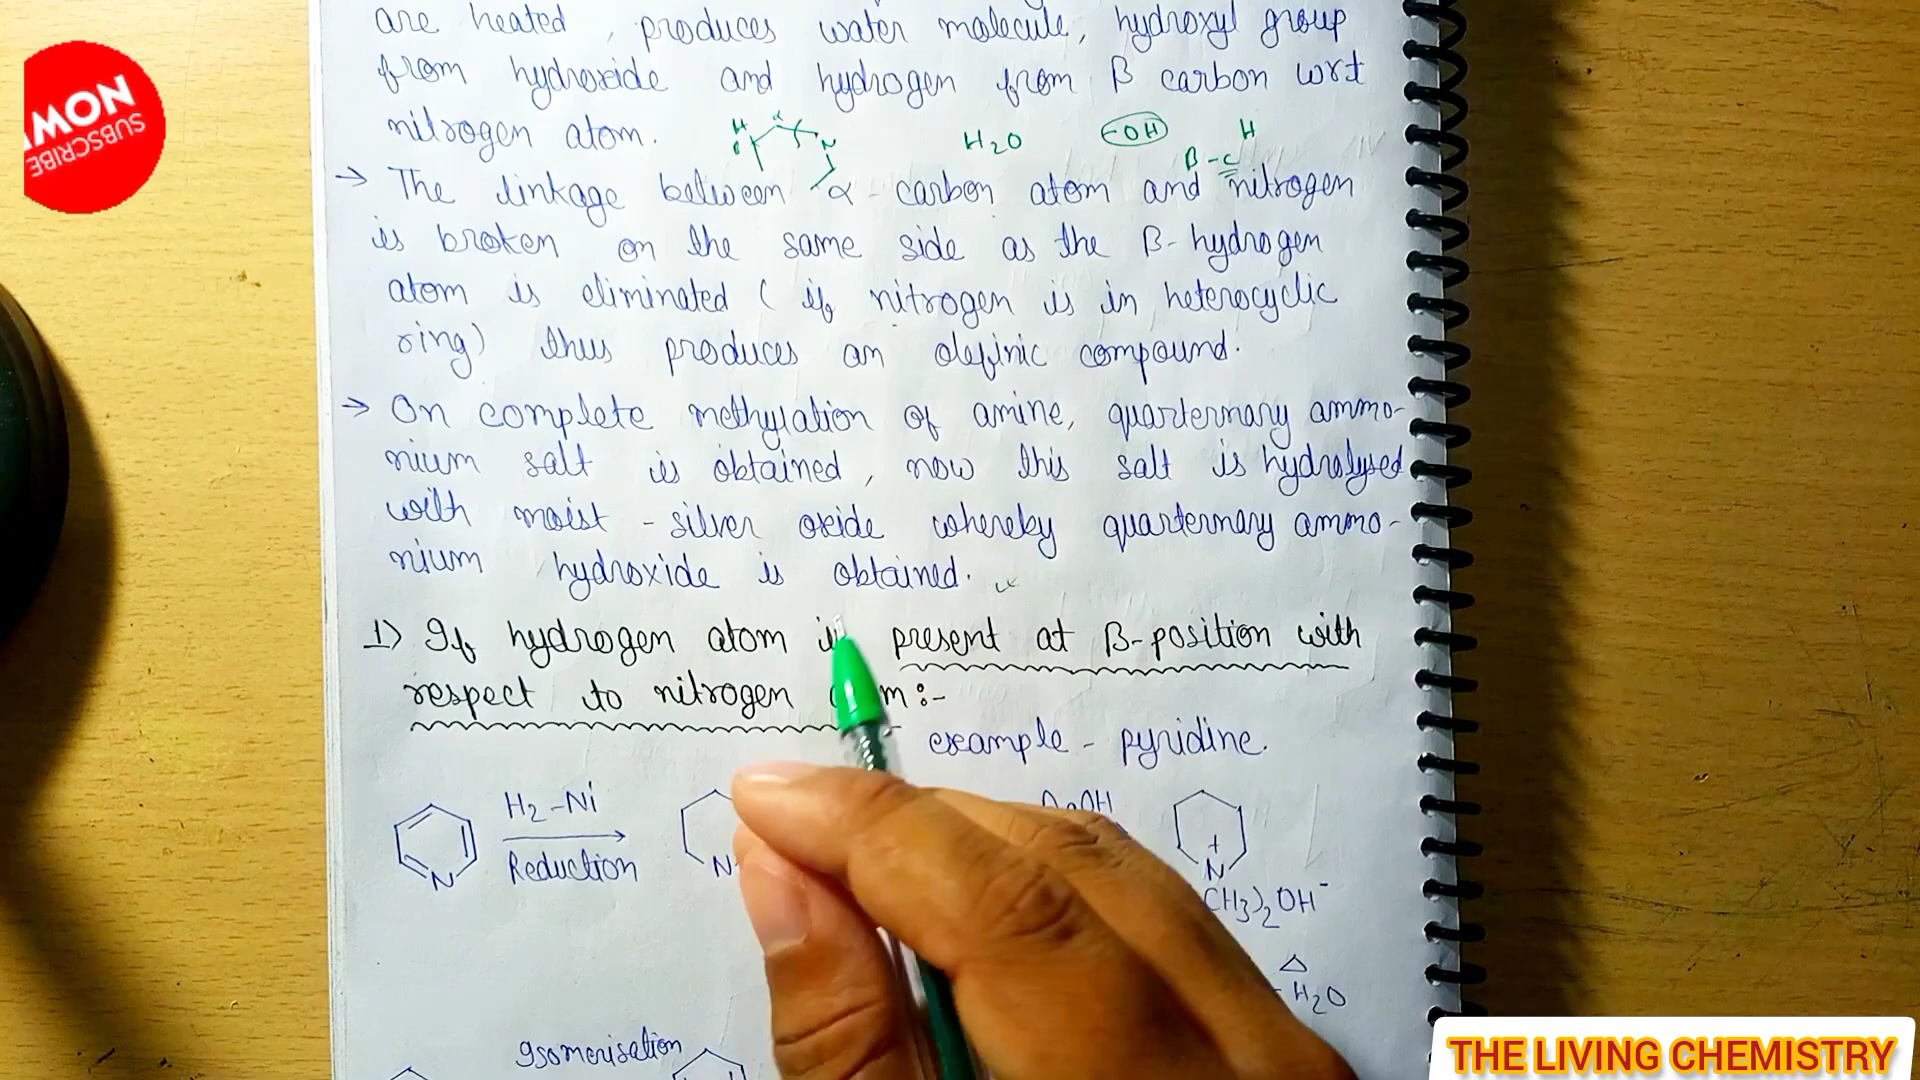 are heated, produces water molecule, hydroxyl group
from hydroxide and hydrogen from β carbon wrt
nitrogen atom.
H α N H2O -OH H
β-C
→ The linkage between α-carbon atom and nitrogen
is broken on the same side as the β-hydrogen
atom is eliminated ( if nitrogen is in heterocyclic
ring) thus produces an olefinic compound.
→ On complete methylation of amine, quarternary ammo-
nium salt is obtained, now this salt is hydrolysed
with moist - silver oxide whereby quarternary ammo-
nium hydroxide is obtained.
1) If hydrogen atom is present at β-position with
respect to nitrogen :-
example - pyridine.
H2-Ni
Reduction
N
N
+
N
CH3)2OH-
△
- H2O
Isomerisation
MON
SUBSCRIBE
THE LIVING CHEMISTRY